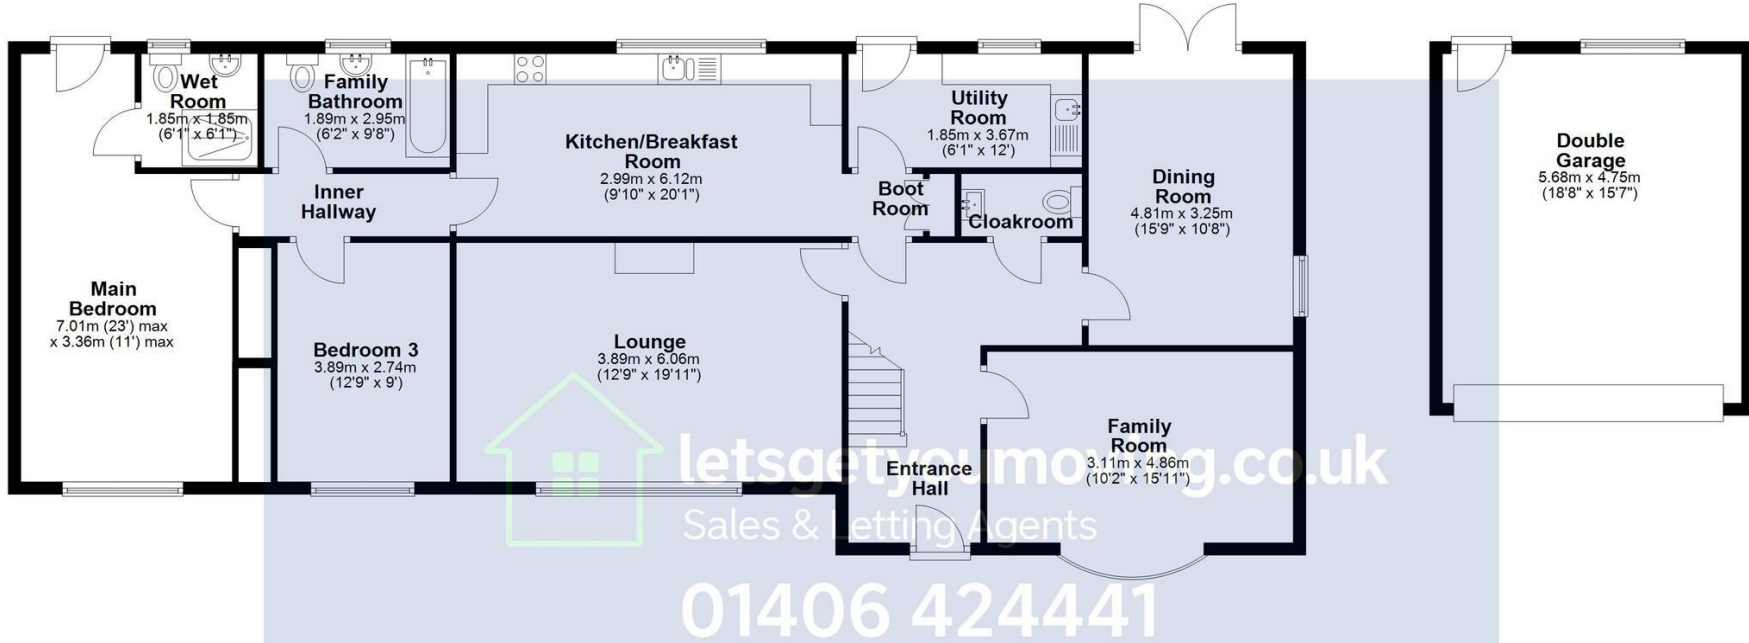 Wet
Room
1.85m x 1.85m
(6'1" x 6'1")
Family
Bathroom
1.89m x 2.95m
(6'2" x 9'8")
Kitchen/Breakfast
Room
2.99m x 6.12m
(9'10" x 20'1")
Utility
Room
1.85m x 3.67m
(6'1" x 12')
Double
Garage
5.68m x 4.75m
(18'8" x 15'7")
Inner
Hallway
Boot
Room
Cloakroom
Dining
Room
4.81m x 3.25m
(15'9" x 10'8")
Main
Bedroom
7.01m (23') max
x 3.36m (11') max
Bedroom 3
3.89m x 2.74m
(12'9" x 9')
Lounge
3.89m x 6.06m
(12'9" x 19'11")
Family
Room
3.11m x 4.86m
(10'2" x 15'11")
Entrance
Hall
letsgetyoumoving.co.uk
Sales & Letting Agents
01406 424441